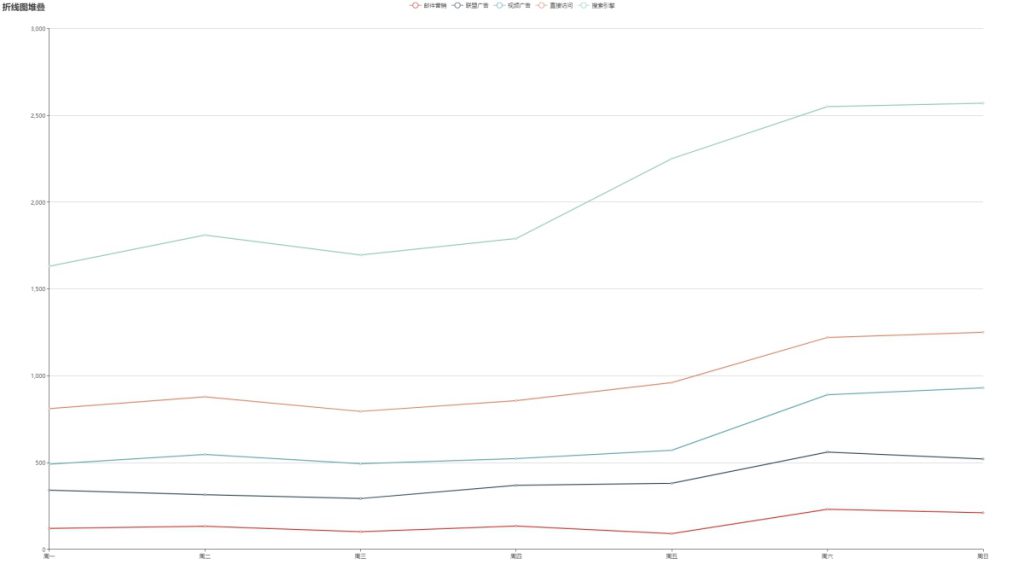 折线图堆叠
邮件营销 联盟广告 视频广告 直接访问 搜索引擎
3,000
2,500
2,000
1,500
1,000
500
0
周一 周二 周三 周四 周五 周六 周日